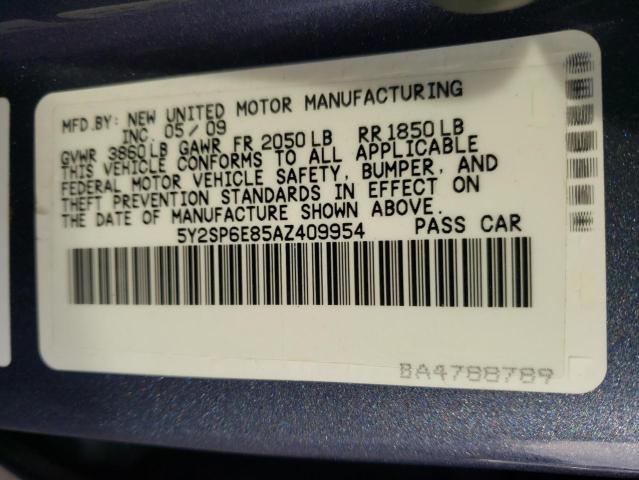 MFD.BY: NEW UNITED MOTOR MANUFACTURING
INC. 05/09
GVWR 3860LB GAWR FR 2050LB RR 1850LB
THIS VEHICLE CONFORMS TO ALL APPLICABLE
FEDERAL MOTOR VEHICLE SAFETY, BUMPER, AND
THEFT PREVENTION STANDARDS IN EFFECT ON
THE DATE OF MANUFACTURE SHOWN ABOVE.
5Y2SP6E85AZ409954 PASS CAR
BA4788789